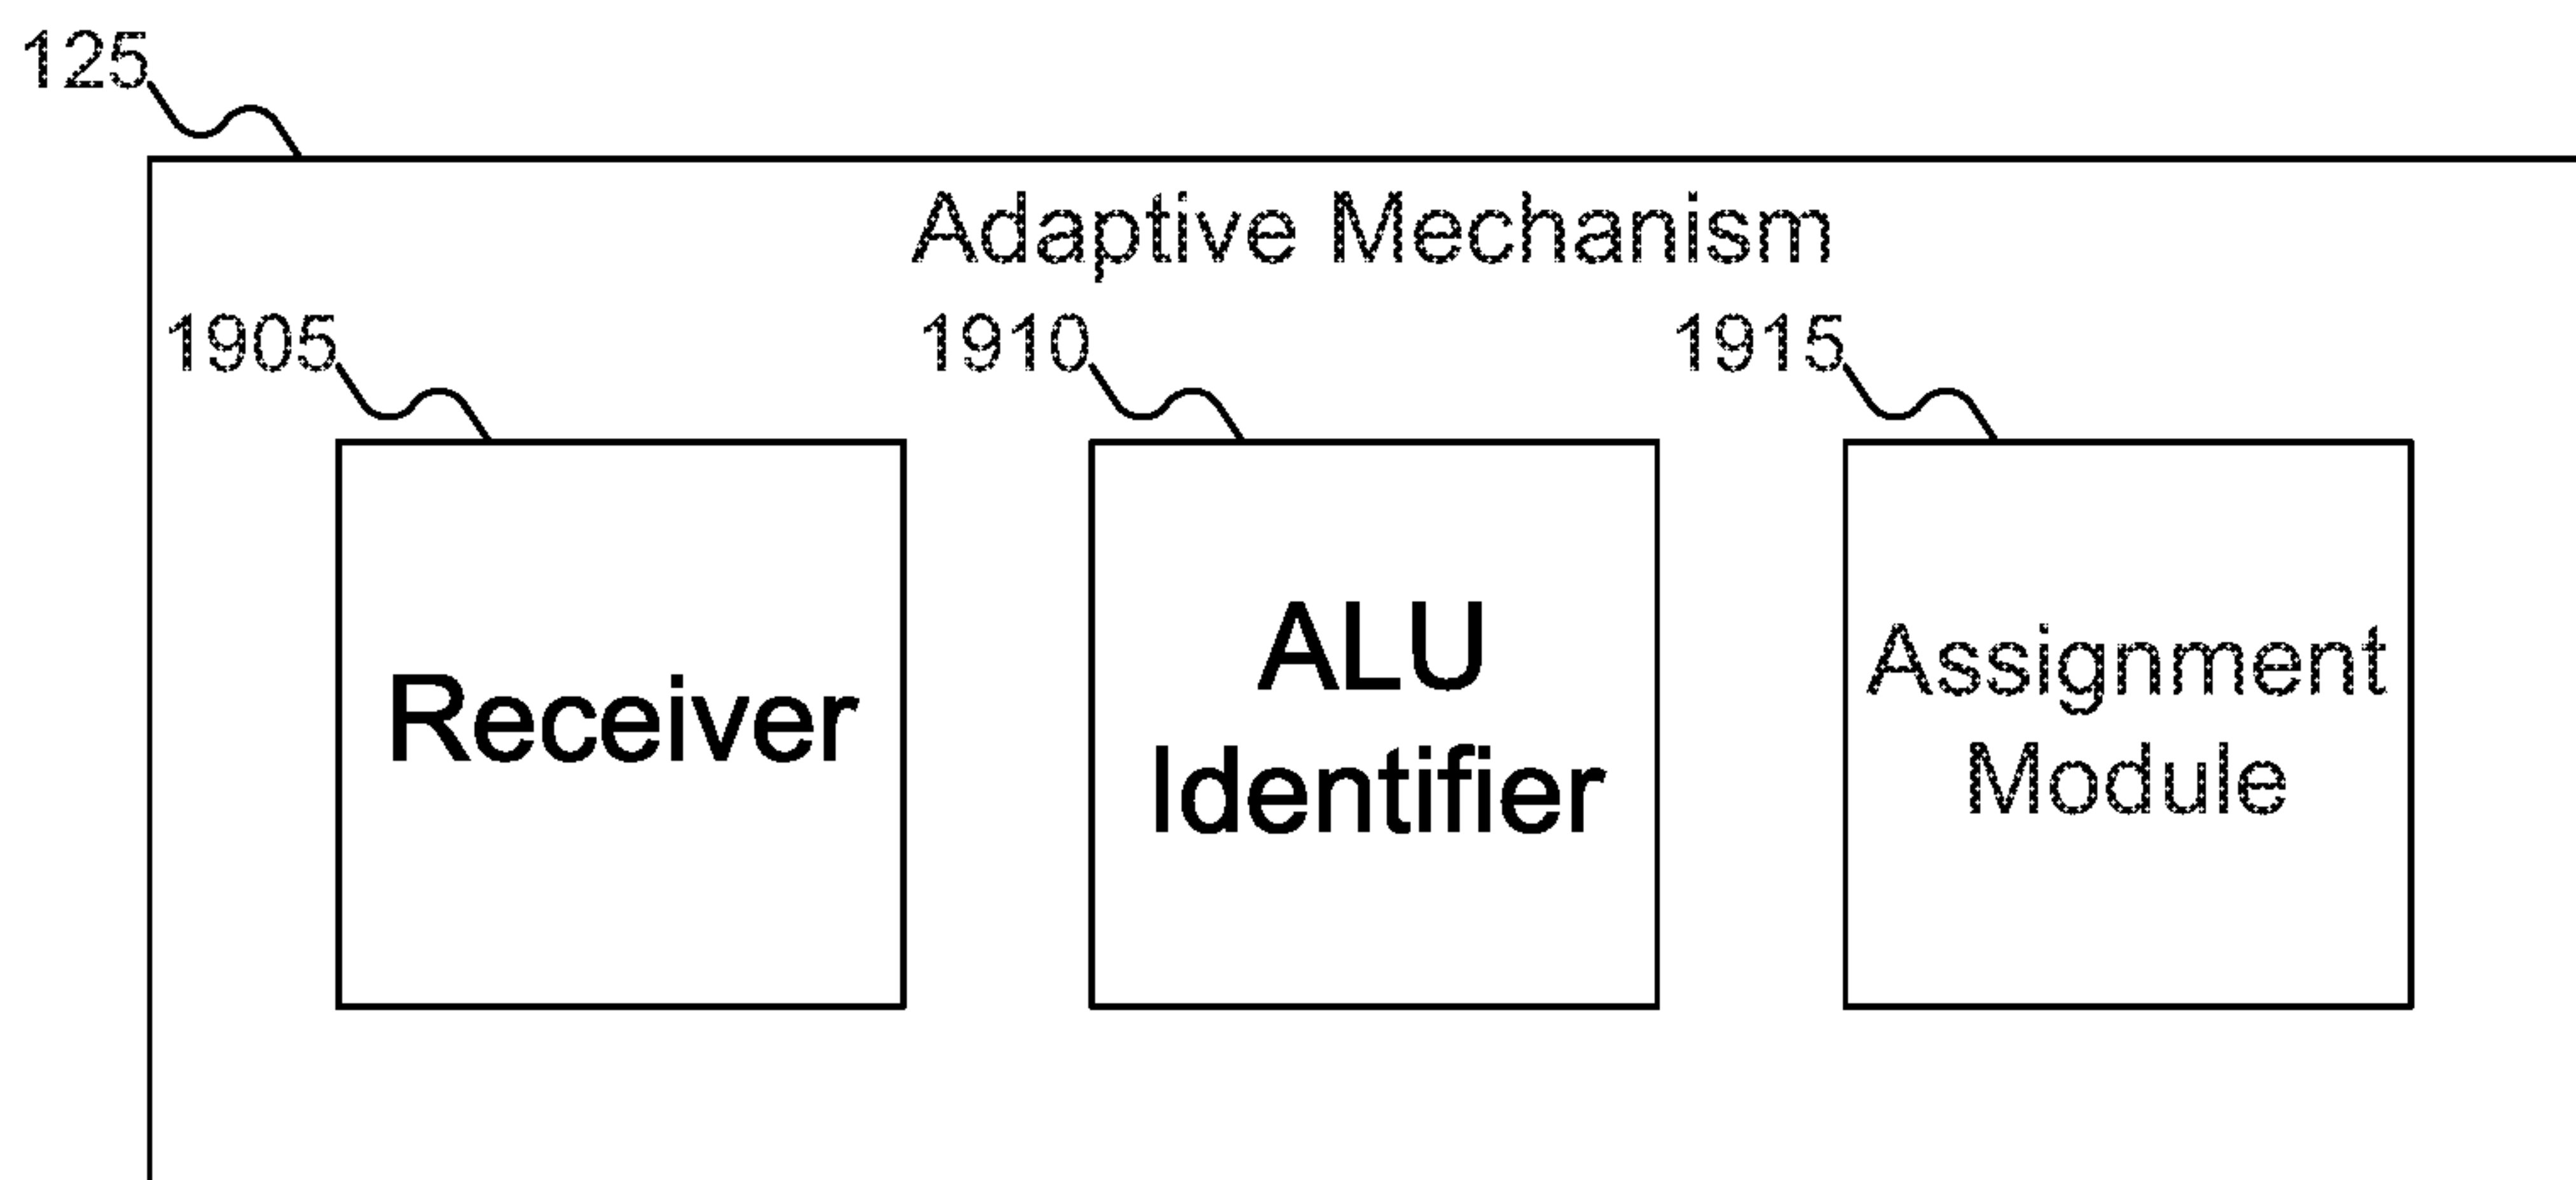 125
Adaptive Mechanism
1905
1910
1915
Receiver
ALU
Identifier
Assignment
Module